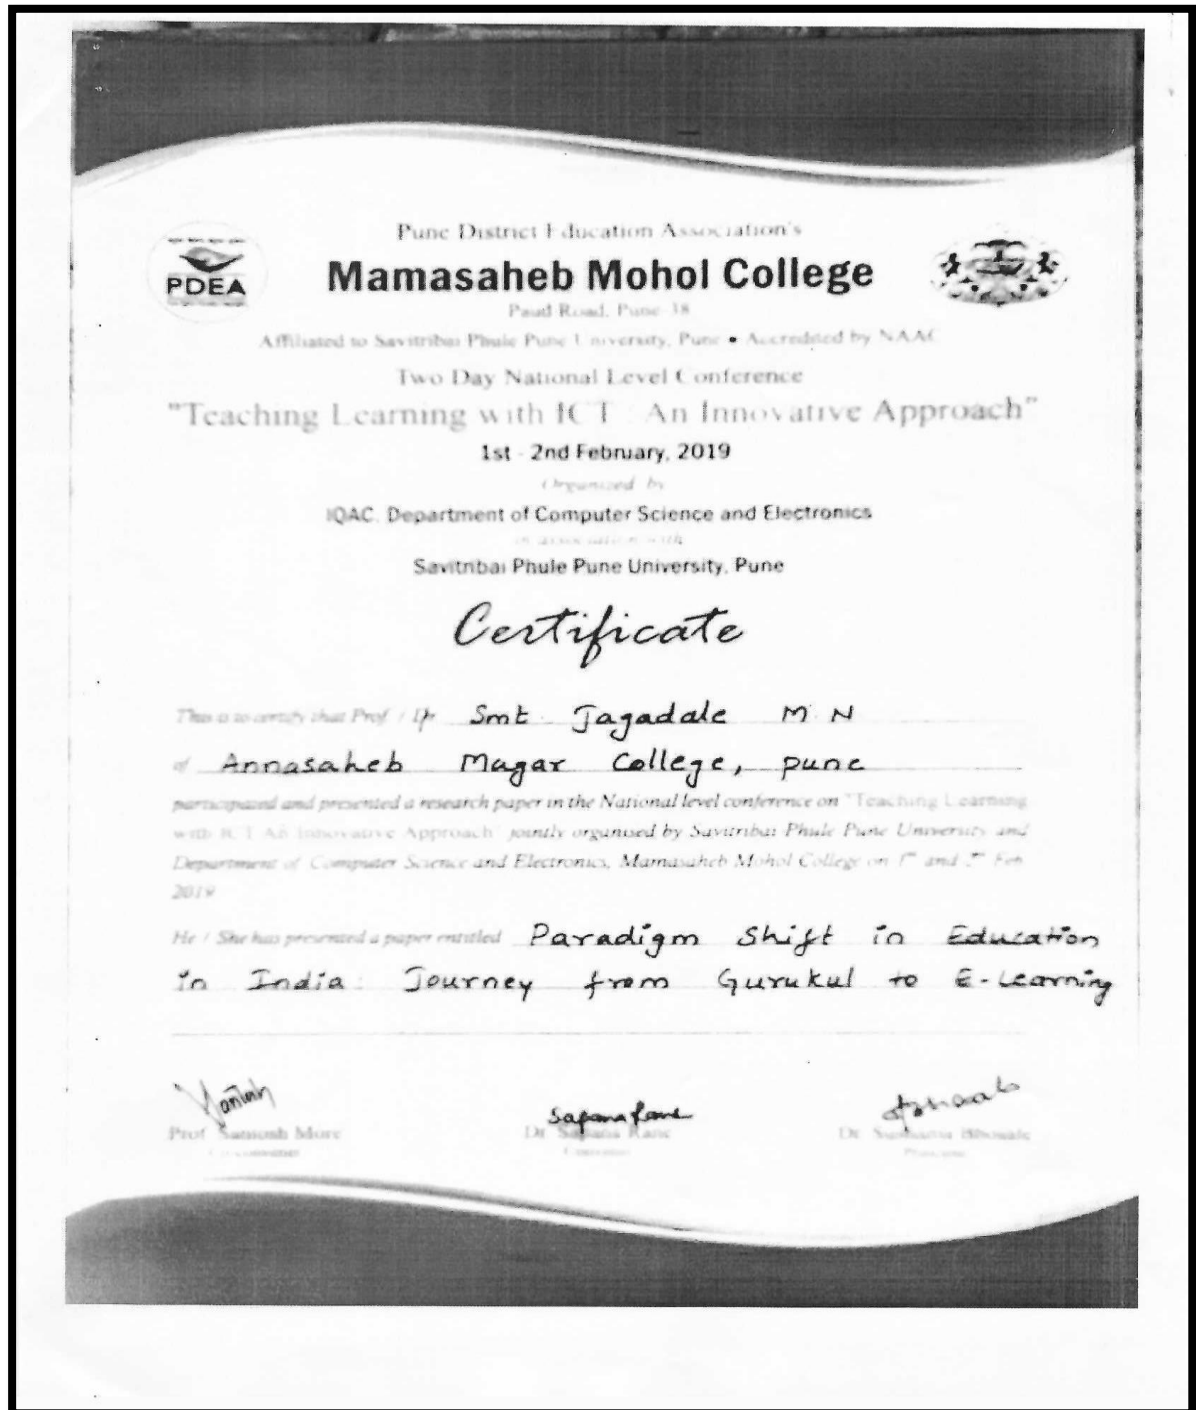 Pune District Education Association's
PDEA
Mamasaheb Mohol College
Paud Road, Pune-38
Affiliated to Savitribai Phule Pune University, Pune • Accredited by NAAC
Two Day National Level Conference
"Teaching Learning with ICT An Innovative Approach"
1st - 2nd February, 2019
Organized by
IQAC, Department of Computer Science and Electronics
in association with
Savitribai Phule Pune University, Pune
Certificate
This is to certify that Prof. / Dr. Smt. Jagadale M N
of Annasaheb Magar College, pune
participated and presented a research paper in the National level conference on "Teaching Learning
with ICT An Innovative Approach" jointly organised by Savitribai Phule Pune University and
Department of Computer Science and Electronics, Mamasaheb Mohol College on 1st and 2nd Feb
2019
He / She has presented a paper entitled Paradigm Shift in Education
in India: Journey from Gurukul to E-Learning
Santosh
Sapana Rane
Prof. Santosh More
Dr. Sapana Rane
Dr.
Convenor
Principal